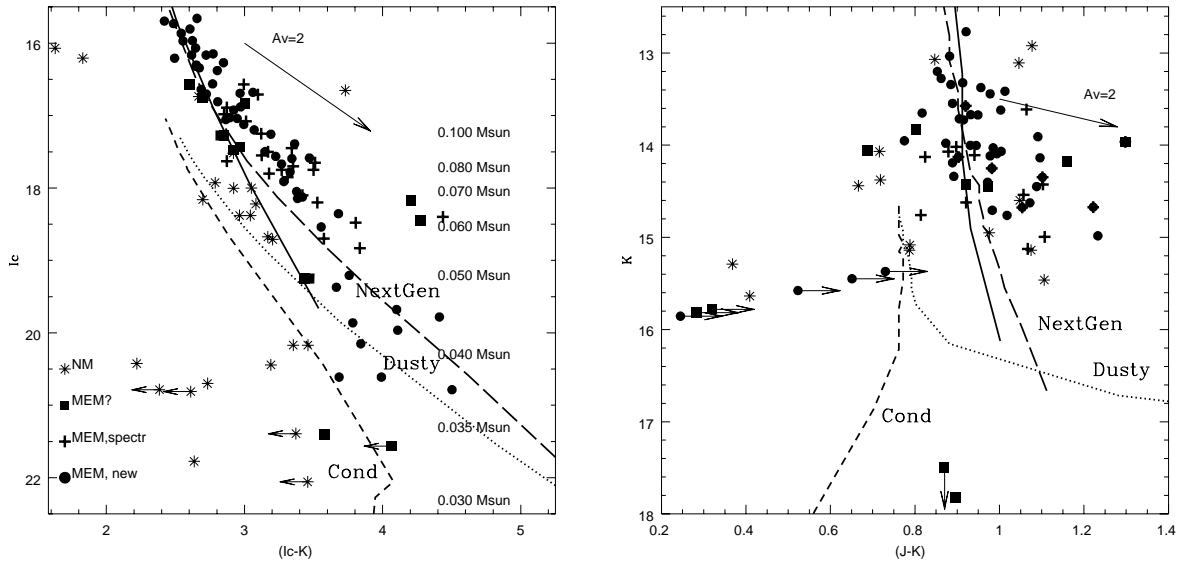 16
18
20
22
2
3
4
5
Ic
(Ic-K)
Av=2
0.100 Msun
0.080 Msun
0.070 Msun
0.060 Msun
0.050 Msun
0.040 Msun
0.035 Msun
0.030 Msun
NextGen
Dusty
Cond
NM
MEM?
MEM,spectr
MEM, new
13
14
15
16
17
18
0.2
0.4
0.6
0.8
1
1.2
1.4
K
(J-K)
Av=2
NextGen
Dusty
Cond